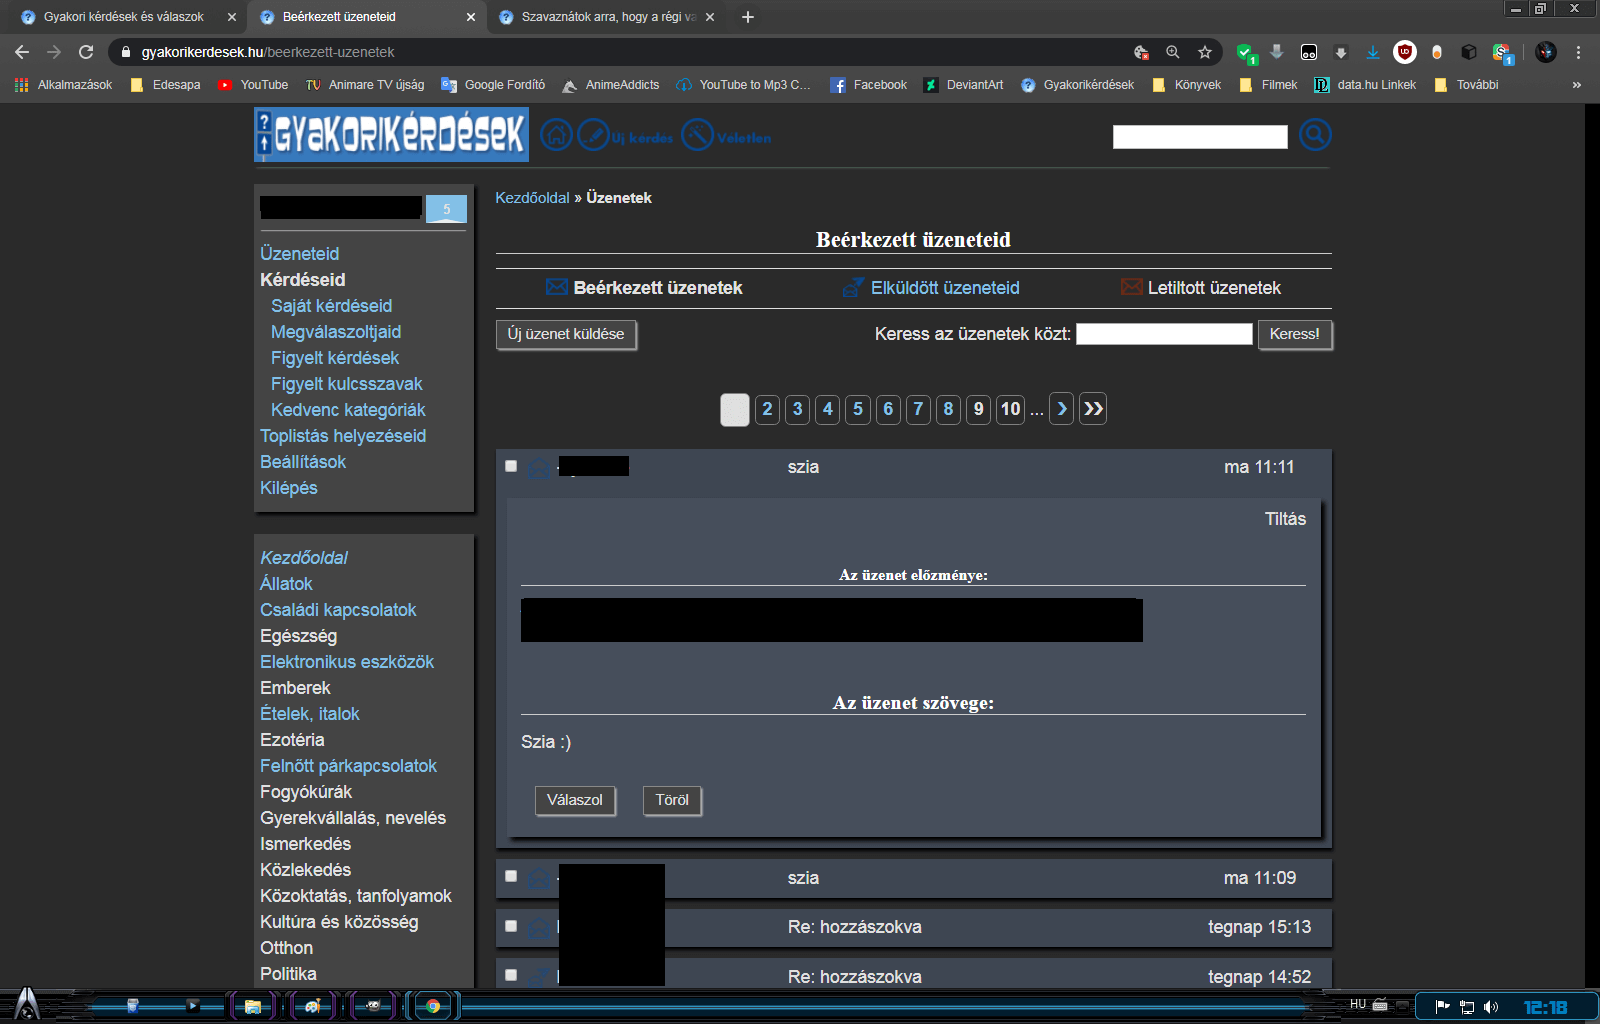 Gyakori kérdések és válaszok
Beérkezett üzeneteid
Szavaznátok arra, hogy a régi va
gyakorikerdesek.hu/beerkezett-uzenetek
Alkalmazások
Edesapa
YouTube
Animare TV újság
Google Fordító
AnimeAddicts
YouTube to Mp3 C...
Facebook
DeviantArt
Gyakorikérdések
Könyvek
Filmek
data.hu Linkek
További
»
GYAKORIKÉRDÉSEK
Új kérdés
Véletlen
5
Üzeneteid
Kérdéseid
Saját kérdéseid
Megválaszoltjaid
Figyelt kérdések
Figyelt kulcsszavak
Kedvenc kategóriák
Toplistás helyezéseid
Beállítások
Kilépés
Kezdőoldal
Állatok
Családi kapcsolatok
Egészség
Elektronikus eszközök
Emberek
Ételek, italok
Ezotéria
Felnőtt párkapcsolatok
Fogyókúrák
Gyerekvállalás, nevelés
Ismerkedés
Közlekedés
Közoktatás, tanfolyamok
Kultúra és közösség
Otthon
Politika
Kezdőoldal » Üzenetek
Beérkezett üzeneteid
Beérkezett üzenetek
Elküldött üzeneteid
Letiltott üzenetek
Új üzenet küldése
Keress az üzenetek közt:
Keress!
2 3 4 5 6 7 8 9 10 ... › »
szia
ma 11:11
Tiltás
Az üzenet előzménye:
Az üzenet szövege:
Szia :)
Válaszol
Töröl
szia
ma 11:09
Re: hozzászokva
tegnap 15:13
Re: hozzászokva
tegnap 14:52
HU
12:18